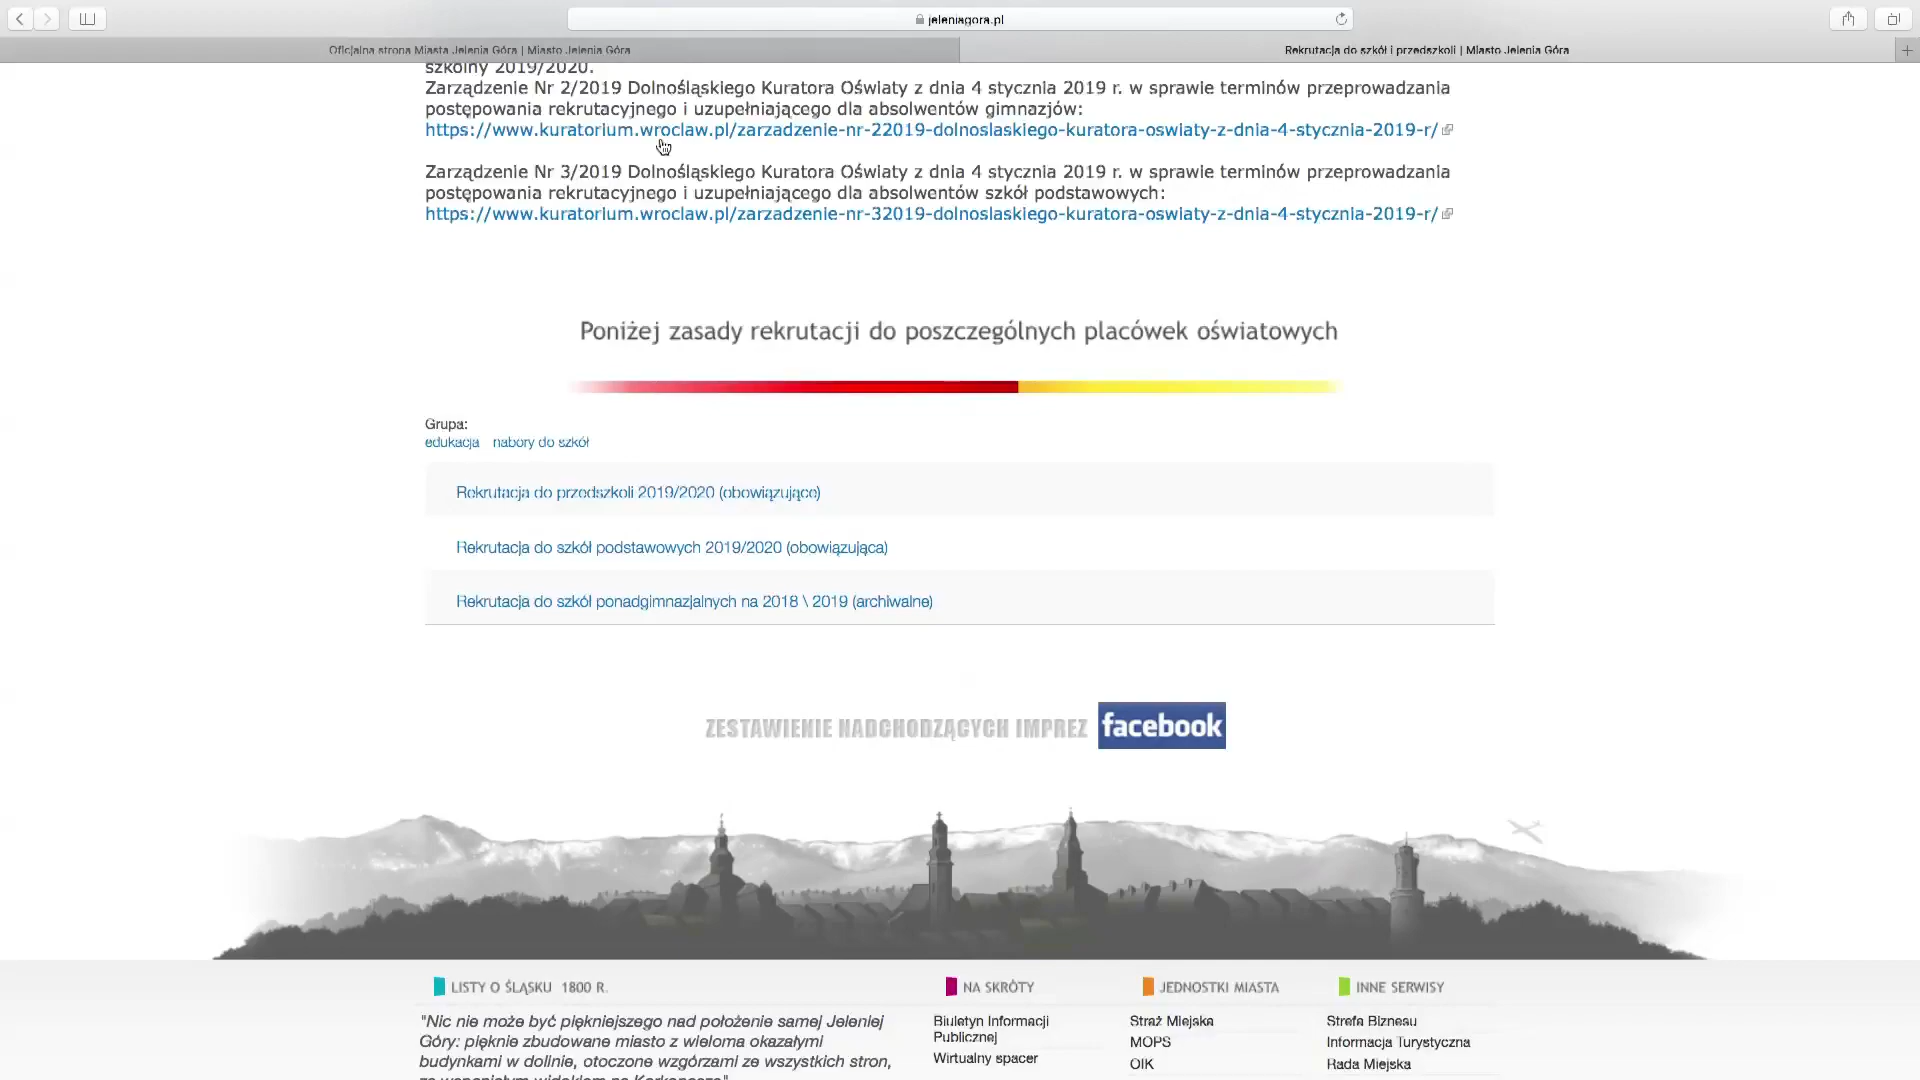 jeleniagora.pl
Oficjalna strona Miasta Jelenia Góra | Miasto Jelenia Góra
Rekrutacja do szkół i przedszkoli | Miasto Jelenia Góra
szkolny 2019/2020.
Zarządzenie Nr 2/2019 Dolnośląskiego Kuratora Oświaty z dnia 4 stycznia 2019 r. w sprawie terminów przeprowadzania
postępowania rekrutacyjnego i uzupełniającego dla absolwentów gimnazjów:
https://www.kuratorium.wroclaw.pl/zarzadzenie-nr-22019-dolnoslaskiego-kuratora-oswiaty-z-dnia-4-stycznia-2019-r/
Zarządzenie Nr 3/2019 Dolnośląskiego Kuratora Oświaty z dnia 4 stycznia 2019 r. w sprawie terminów przeprowadzania
postępowania rekrutacyjnego i uzupełniającego dla absolwentów szkół podstawowych:
https://www.kuratorium.wroclaw.pl/zarzadzenie-nr-32019-dolnoslaskiego-kuratora-oswiaty-z-dnia-4-stycznia-2019-r/
Poniżej zasady rekrutacji do poszczególnych placówek oświatowych
Grupa:
edukacja nabory do szkół
Rekrutacja do przedszkoli 2019/2020 (obowiązujące)
Rekrutacja do szkół podstawowych 2019/2020 (obowiązująca)
Rekrutacja do szkół ponadgimnazjalnych na 2018 \ 2019 (archiwalne)
ZESTAWIENIE NADCHODZĄCYCH IMPREZ facebook
LISTY O ŚLĄSKU 1800 R.
"Nic nie może być piękniejszego nad położenie samej Jeleniej
Góry: pięknie zbudowane miasto z wieloma okazałymi
budynkami w dolinie, otoczone wzgórzami ze wszystkich stron,
ze wspaniałym widokiem na Karkonosze"
NA SKRÓTY
Biuletyn Informacji
Publicznej
Wirtualny spacer
JEDNOSTKI MIASTA
Straż Miejska
MOPS
OIK
INNE SERWISY
Strefa Biznesu
Informacja Turystyczna
Rada Miejska